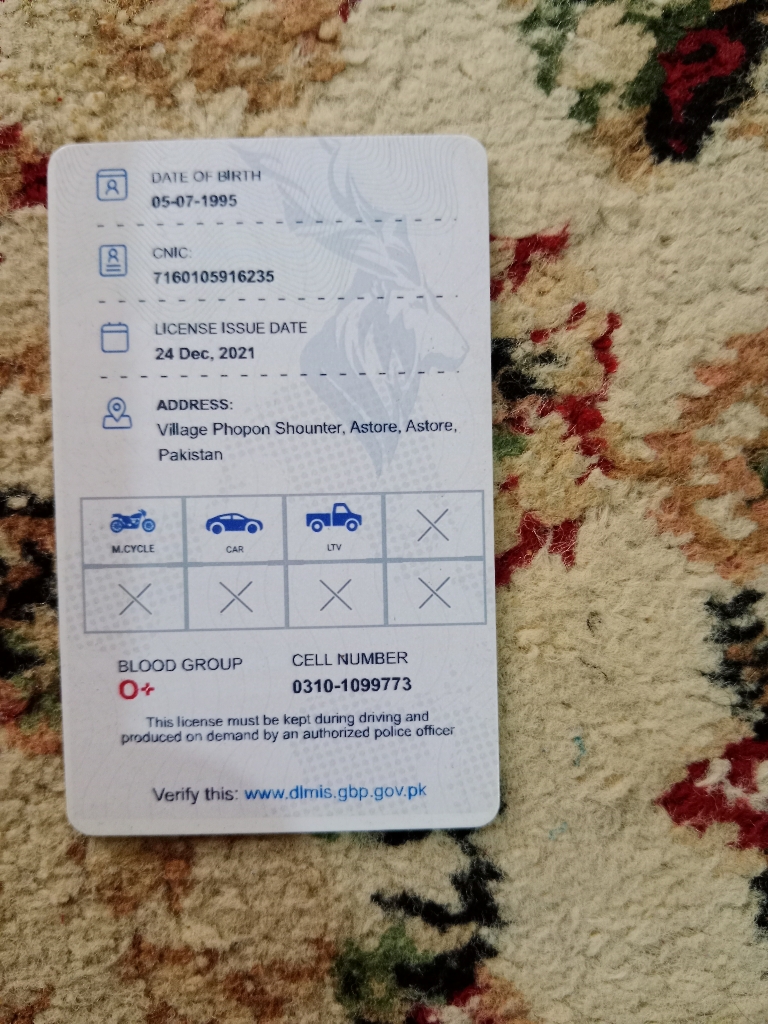 DATE OF BIRTH
05-07-1995
CNIC:
7160105916235
LICENSE ISSUE DATE
24 Dec, 2021
ADDRESS:
Village Phopon Shounter, Astore, Astore,
Pakistan
M.CYCLE CAR LTV
BLOOD GROUP CELL NUMBER
O+ 0310-1099773
This license must be kept during driving and
produced on demand by an authorized police officer
Verify this: www.dlmis.gbp.gov.pk